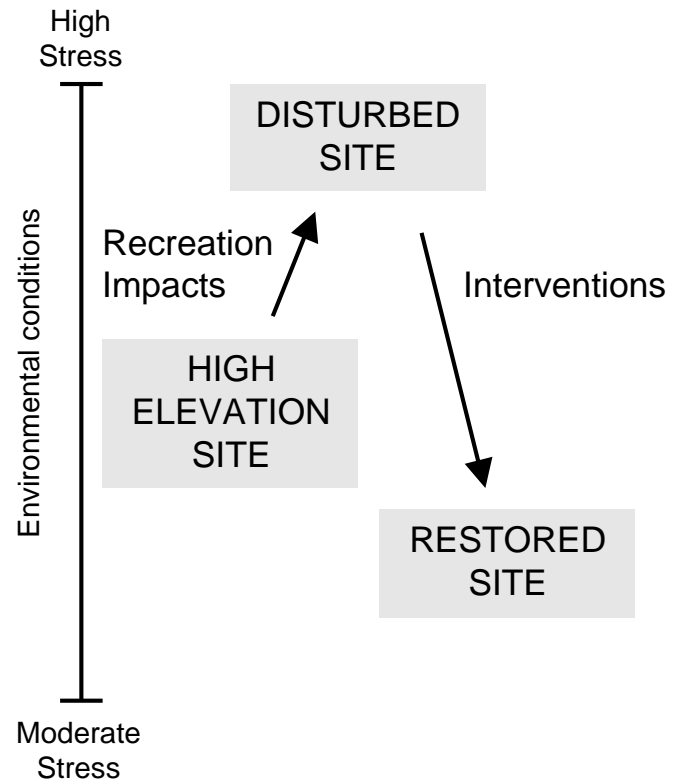 High
Stress
DISTURBED
SITE
Recreation
Impacts
Interventions
Environmental conditions
HIGH
ELEVATION
SITE
RESTORED
SITE
Moderate
Stress